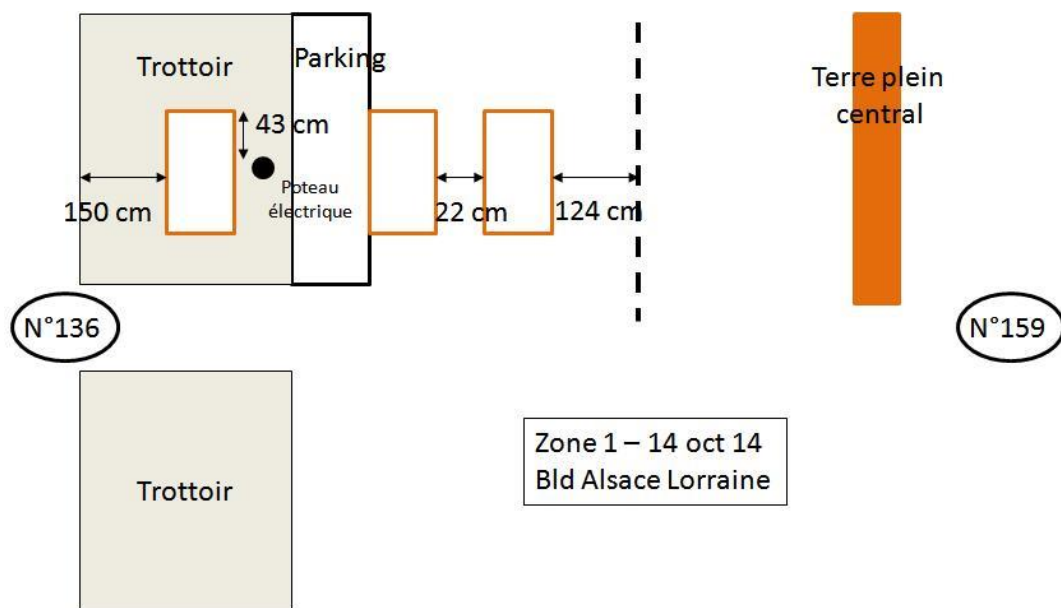 Trottoir
Parking
Terre plein
central
43 cm
Poteau
électrique
150 cm
22 cm
124 cm
N°136
N°159
Zone 1 – 14 oct 14
Bld Alsace Lorraine
Trottoir